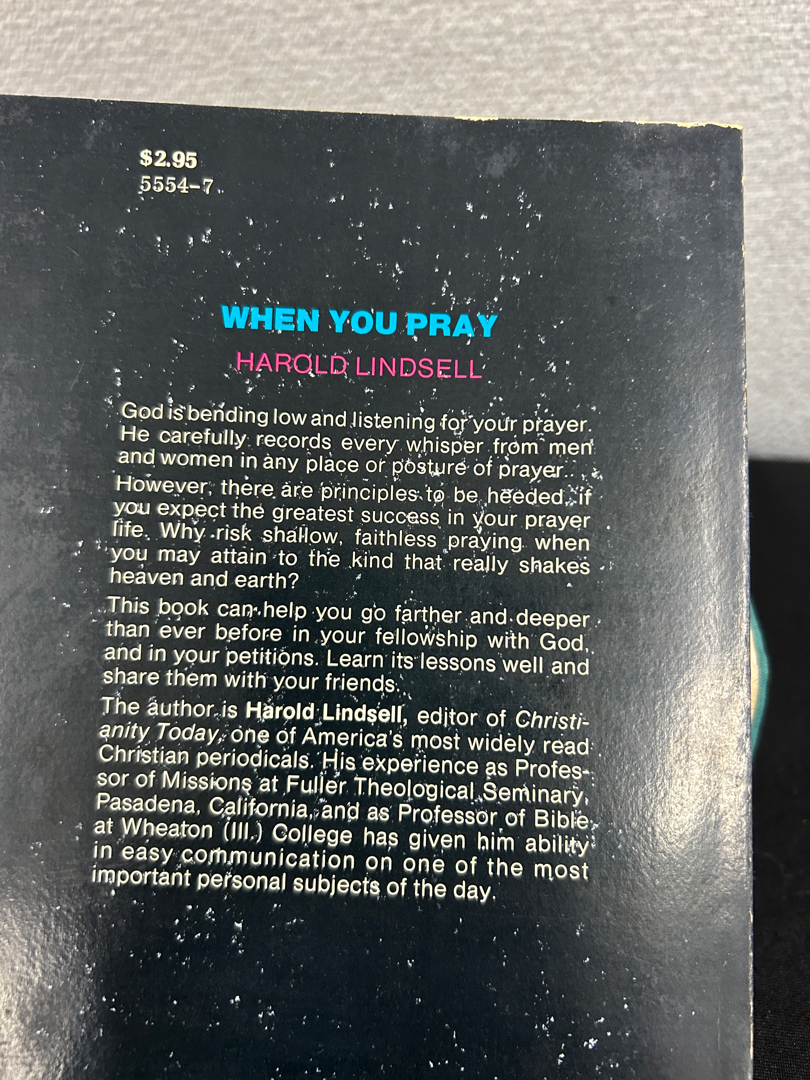 $2.95
5554-7
WHEN YOU PRAY
HAROLD LINDSELL
God is bending low and listening for your prayer.
He carefully records every whisper from men
and women in any place or posture of prayer.
However, there are principles to be heeded, if
you expect the greatest success in your prayer
life. Why risk shallow, faithless praying when
you may attain to the kind that really shakes
heaven and earth?
This book can help you go farther and deeper
than ever before in your fellowship with God,
and in your petitions. Learn its lessons well and
share them with your friends.
The author is Harold Lindsell, editor of Christi-
anity Today, one of America's most widely read
Christian periodicals. His experience as Profes-
sor of Missions at Fuller Theological Seminary,
Pasadena, California, and as Professor of Bible
at Wheaton (Ill.) College has given him ability
in easy communication on one of the most
important personal subjects of the day.